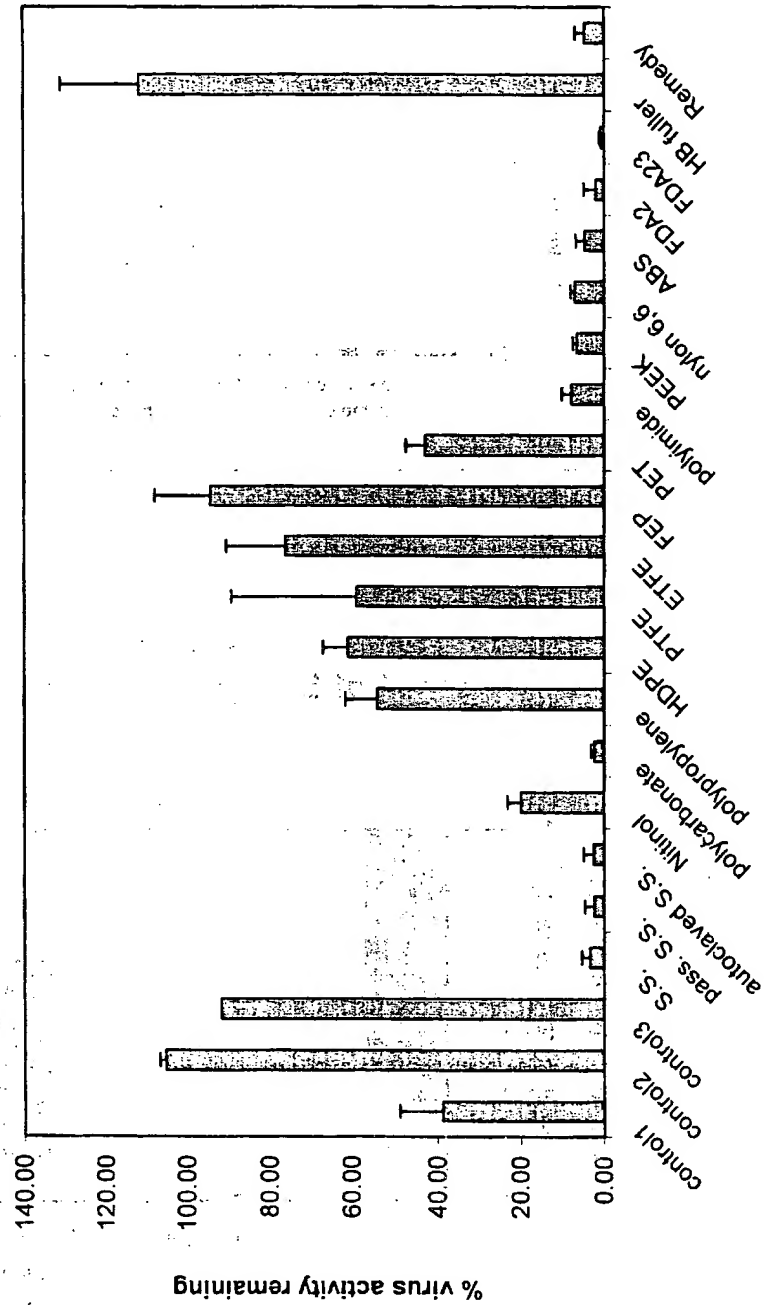 % virus activity remaining
140.00
120.00
100.00
80.00
60.00
40.00
20.00
0.00
control1
control2
control3
S.S.
pass. S.S.
autoclaved S.S.
Nitinol
polycarbonate
polypropylene
HDPE
PTFE
ETFE
FEP
PET
polyimide
PEEK
nylon 6,6
ABS
FDA2
FDA23
HB fuller
Remedy